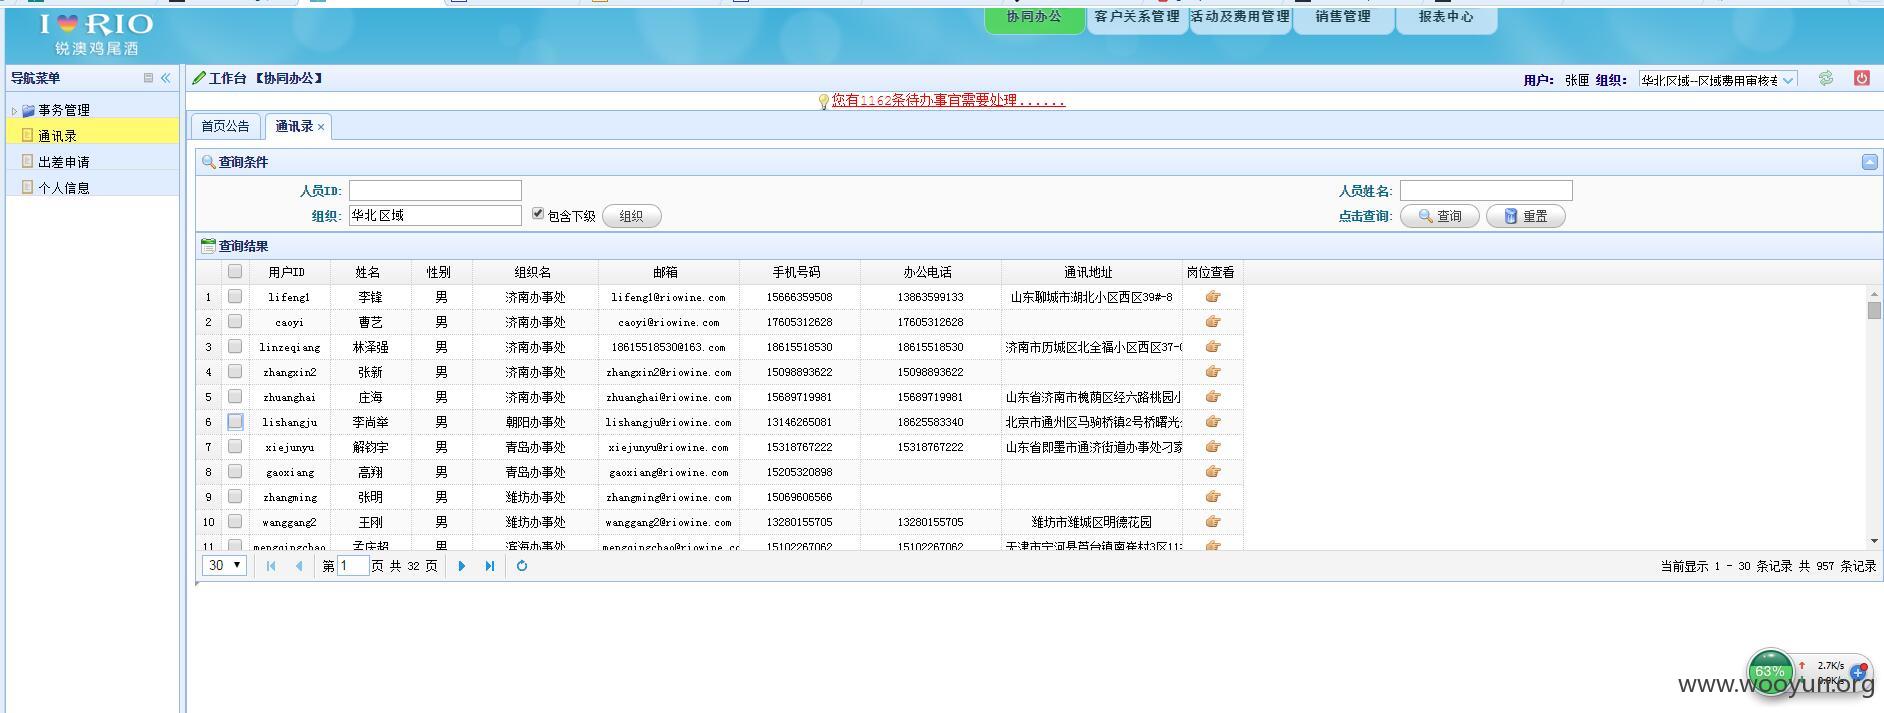 I RIO
锐澳鸡尾酒
协同办公 客户关系管理 活动及费用管理 销售管理 报表中心
导航菜单
事务管理
通讯录
出差申请
个人信息
工作台 【协同办公】
用户： 张匣 组织： 华北区域--区域费用审核专
您有1162条待办事宜需要处理......
首页公告 通讯录
查询条件
人员ID: 人员姓名:
组织: 华北区域 包含下级 组织 点击查询: 查询 重置
查询结果
用户ID 姓名 性别 组织名 邮箱 手机号码 办公电话 通讯地址 岗位查看
1 lifeng1 李锋 男 济南办事处 lifeng1@riowine.com 15666359508 13863599133 山东聊城市湖北小区西区39#-8
2 caoyi 曹艺 男 济南办事处 caoyi@riowine.com 17605312628 17605312628
3 linzeqiang 林泽强 男 济南办事处 18615518530@163.com 18615518530 18615518530 济南市历城区北全福小区西区37-
4 zhangxin2 张新 男 济南办事处 zhangxin2@riowine.com 15098893622 15098893622
5 zhuanghai 庄海 男 济南办事处 zhuanghai@riowine.com 15689719981 15689719981 山东省济南市槐荫区经六路桃园小
6 lishangju 李尚举 男 朝阳办事处 lishangju@riowine.com 13146265081 18625583340 北京市通州区马驹桥镇2号桥曙光
7 xiejunyu 解钧宇 男 青岛办事处 xiejunyu@riowine.com 15318767222 15318767222 山东省即墨市通济街道办事处刁家
8 gaoxiang 高翔 男 青岛办事处 gaoxiang@riowine.com 15205320898
9 zhangming 张明 男 潍坊办事处 zhangming@riowine.com 15069606566
10 wanggang2 王刚 男 潍坊办事处 wanggang2@riowine.com 13280155705 13280155705 潍坊市潍城区明德花园
11 mengqingchao 孟庆超 男 滨海办事处 mengqingchao@riowine.co 15102267062 15102267062 天津市宁河县芦台镇南崔村3区11
30 第 1 页 共 32 页 当前显示 1 - 30 条记录 共 957 条记录
63% 2.7K/s
www.wooyun.org